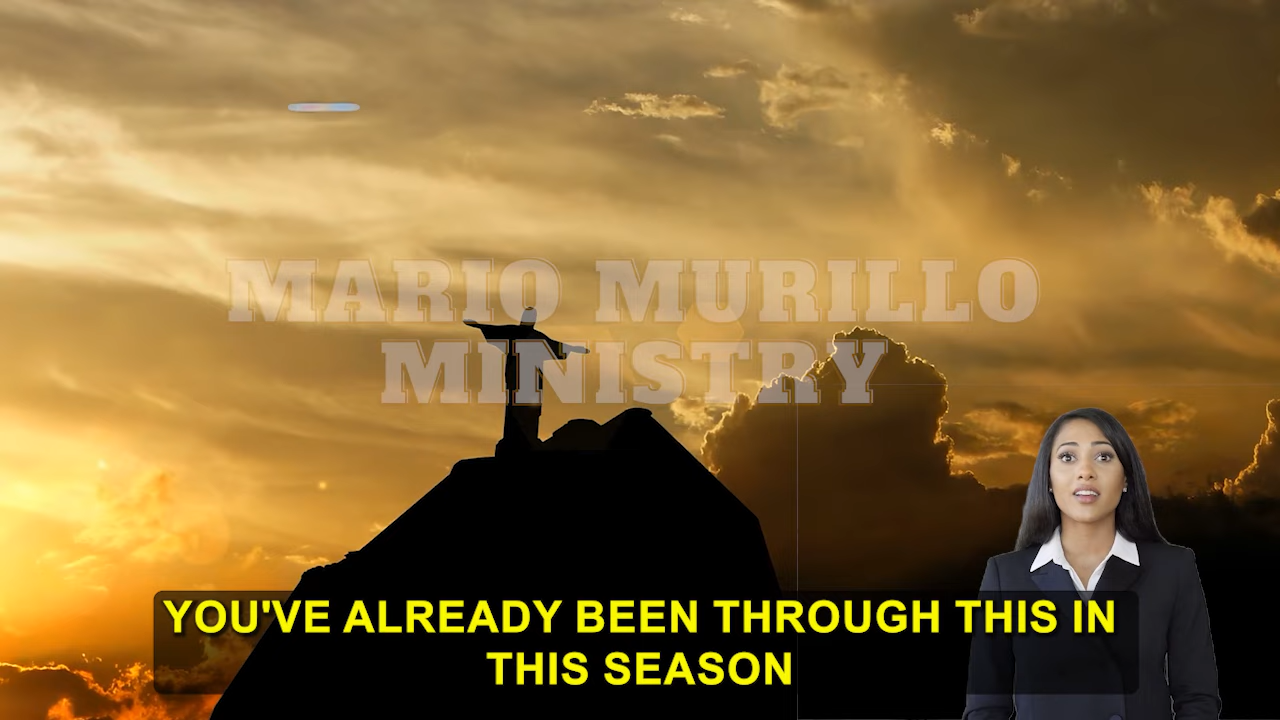 MARIO MURILLO
MINISTRY
YOU'VE ALREADY BEEN THROUGH THIS IN
THIS SEASON